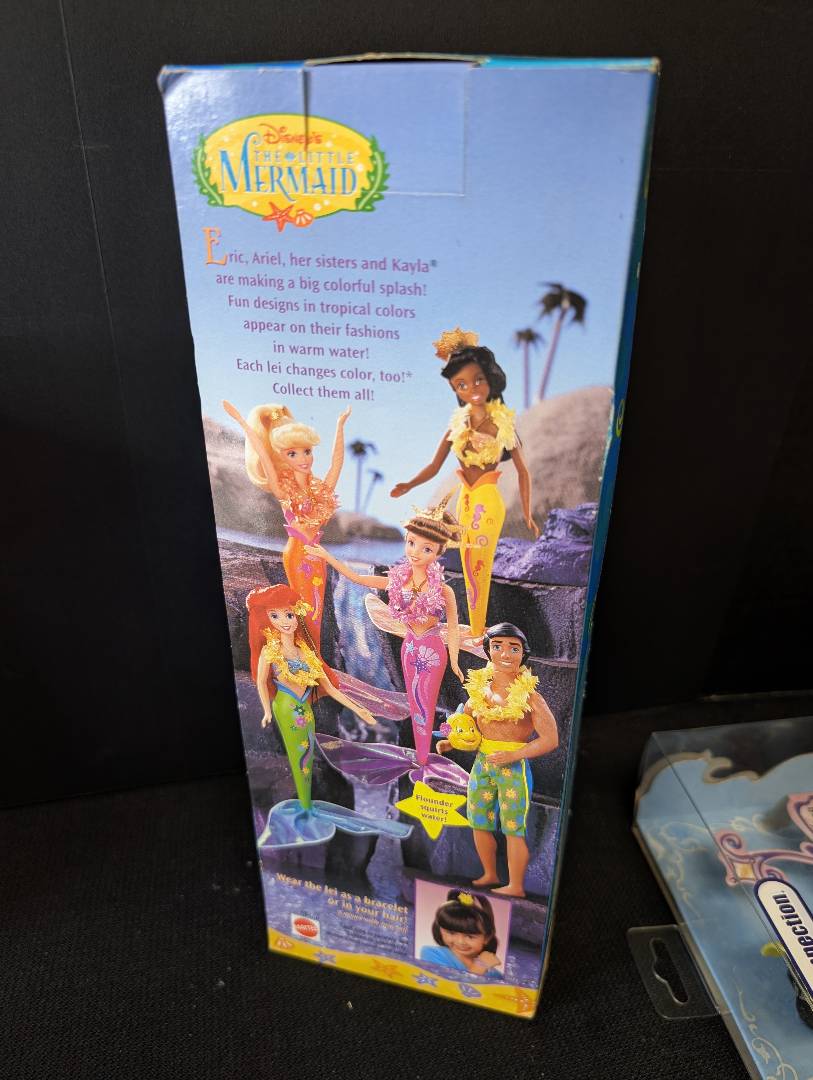 Disney's
THE LITTLE
MERMAID
Eric, Ariel, her sisters and Kayla®
are making a big colorful splash!
Fun designs in tropical colors
appear on their fashions
in warm water!
Each lei changes color, too!*
Collect them all!
Flounder
squirts
water!
Wear the lei as a bracelet
or in your hair!
MATTEL
nection